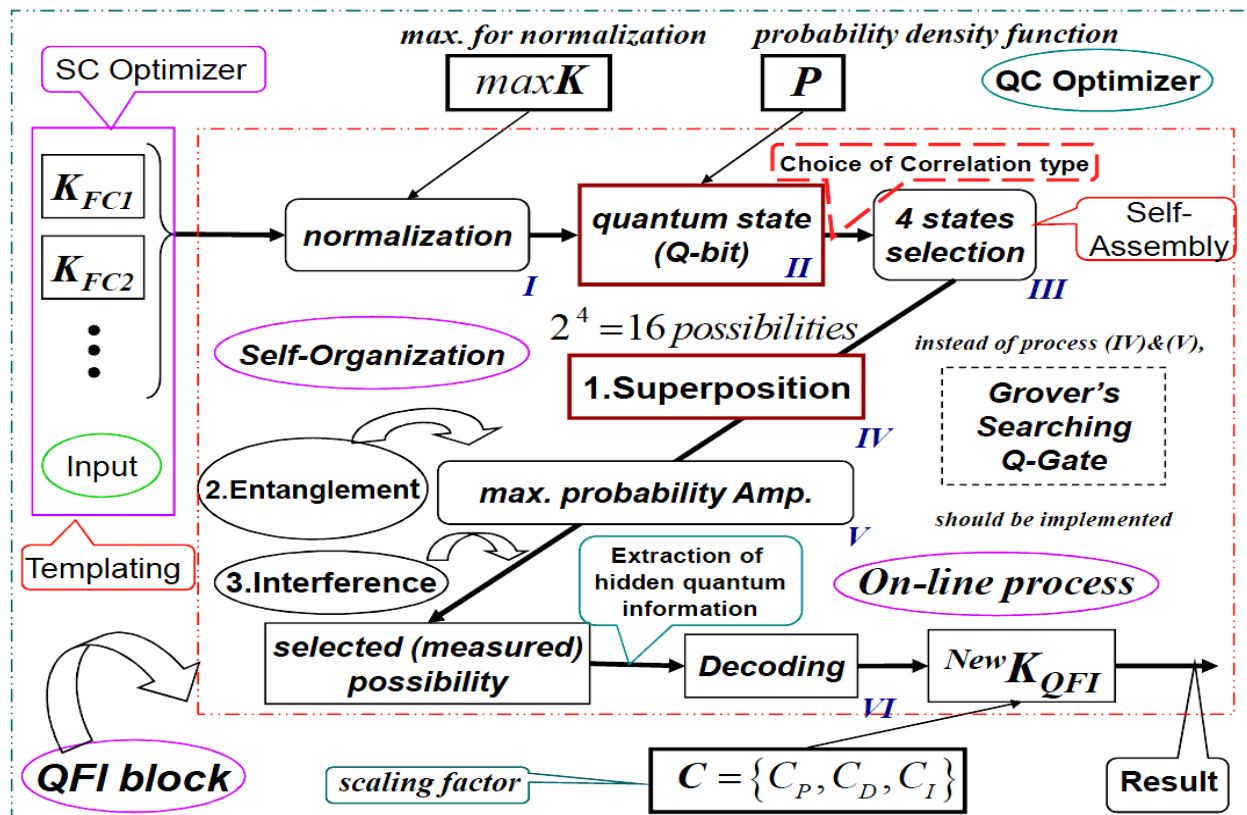 max. for normalization
probability density function
SC Optimizer
maxK
P
QC Optimizer
Choice of Correlation type
K_FC1
K_FC2
normalization
I
quantum state
(Q-bit)
II
4 states
selection
III
Self-
Assembly
2^4 = 16 possibilities
Self-Organization
1.Superposition
IV
instead of process (IV)&(V),
Grover's
Searching
Q-Gate
should be implemented
Input
2.Entanglement
max. probability Amp.
V
Templating
3.Interference
Extraction of
hidden quantum
information
On-line process
selected (measured)
possibility
Decoding
VI
New K_QFI
QFI block
scaling factor
C = {C_P, C_D, C_I}
Result